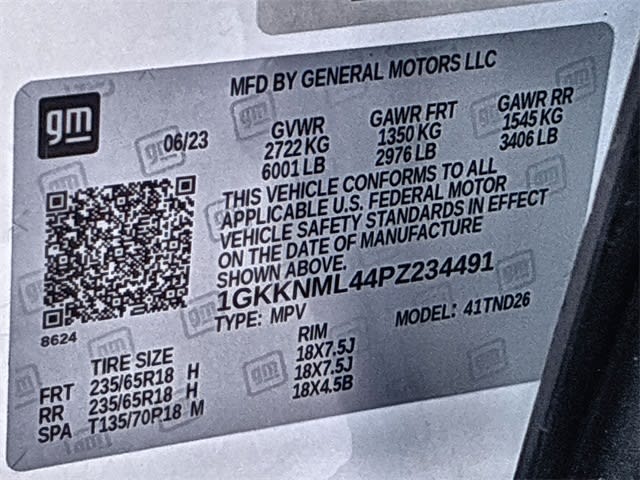 MFD BY GENERAL MOTORS LLC
gm
06/23
GVWR
2722 KG
6001 LB
GAWR FRT
1350 KG
2976 LB
GAWR RR
1545 KG
3406 LB
THIS VEHICLE CONFORMS TO ALL
APPLICABLE U.S. FEDERAL MOTOR
VEHICLE SAFETY STANDARDS IN EFFECT
ON THE DATE OF MANUFACTURE
SHOWN ABOVE.
1GKKNML44PZ234491
TYPE: MPV MODEL: 41TND26
8624
TIRE SIZE RIM
FRT 235/65R18 H 18X7.5J
RR 235/65R18 H 18X7.5J
SPA T135/70R18 M 18X4.5B